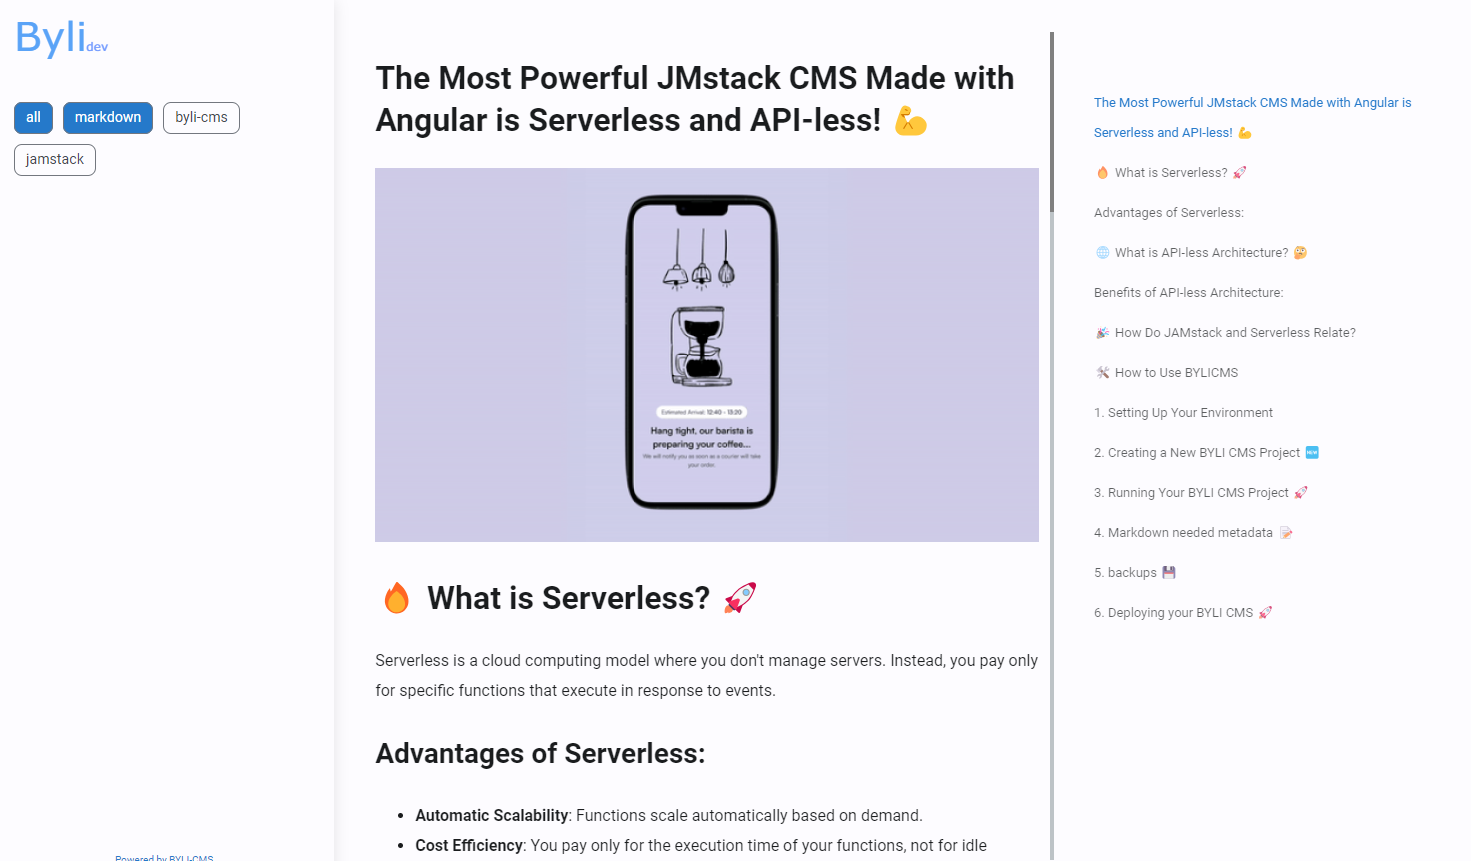 Byli dev
all
markdown
byli-cms
jamstack
Powered by BYLI-CMS
The Most Powerful JMstack CMS Made with
Angular is Serverless and API-less! 💪
Estimated Arrival: 12:40 - 13:20
Hang tight, our barista is
preparing your coffee...
We will notify you as soon as a courier will take
your order.
🔥 What is Serverless? 🚀
Serverless is a cloud computing model where you don't manage servers. Instead, you pay only
for specific functions that execute in response to events.
Advantages of Serverless:
• Automatic Scalability: Functions scale automatically based on demand.
• Cost Efficiency: You pay only for the execution time of your functions, not for idle
The Most Powerful JMstack CMS Made with Angular is
Serverless and API-less! 💪
🔥 What is Serverless? 🚀
Advantages of Serverless:
🌐 What is API-less Architecture? 🤔
Benefits of API-less Architecture:
🎉 How Do JAMstack and Serverless Relate?
🛠 How to Use BYLICMS
1. Setting Up Your Environment
2. Creating a New BYLI CMS Project 🆕
3. Running Your BYLI CMS Project 🚀
4. Markdown needed metadata 📝
5. backups 💾
6. Deploying your BYLI CMS 🚀